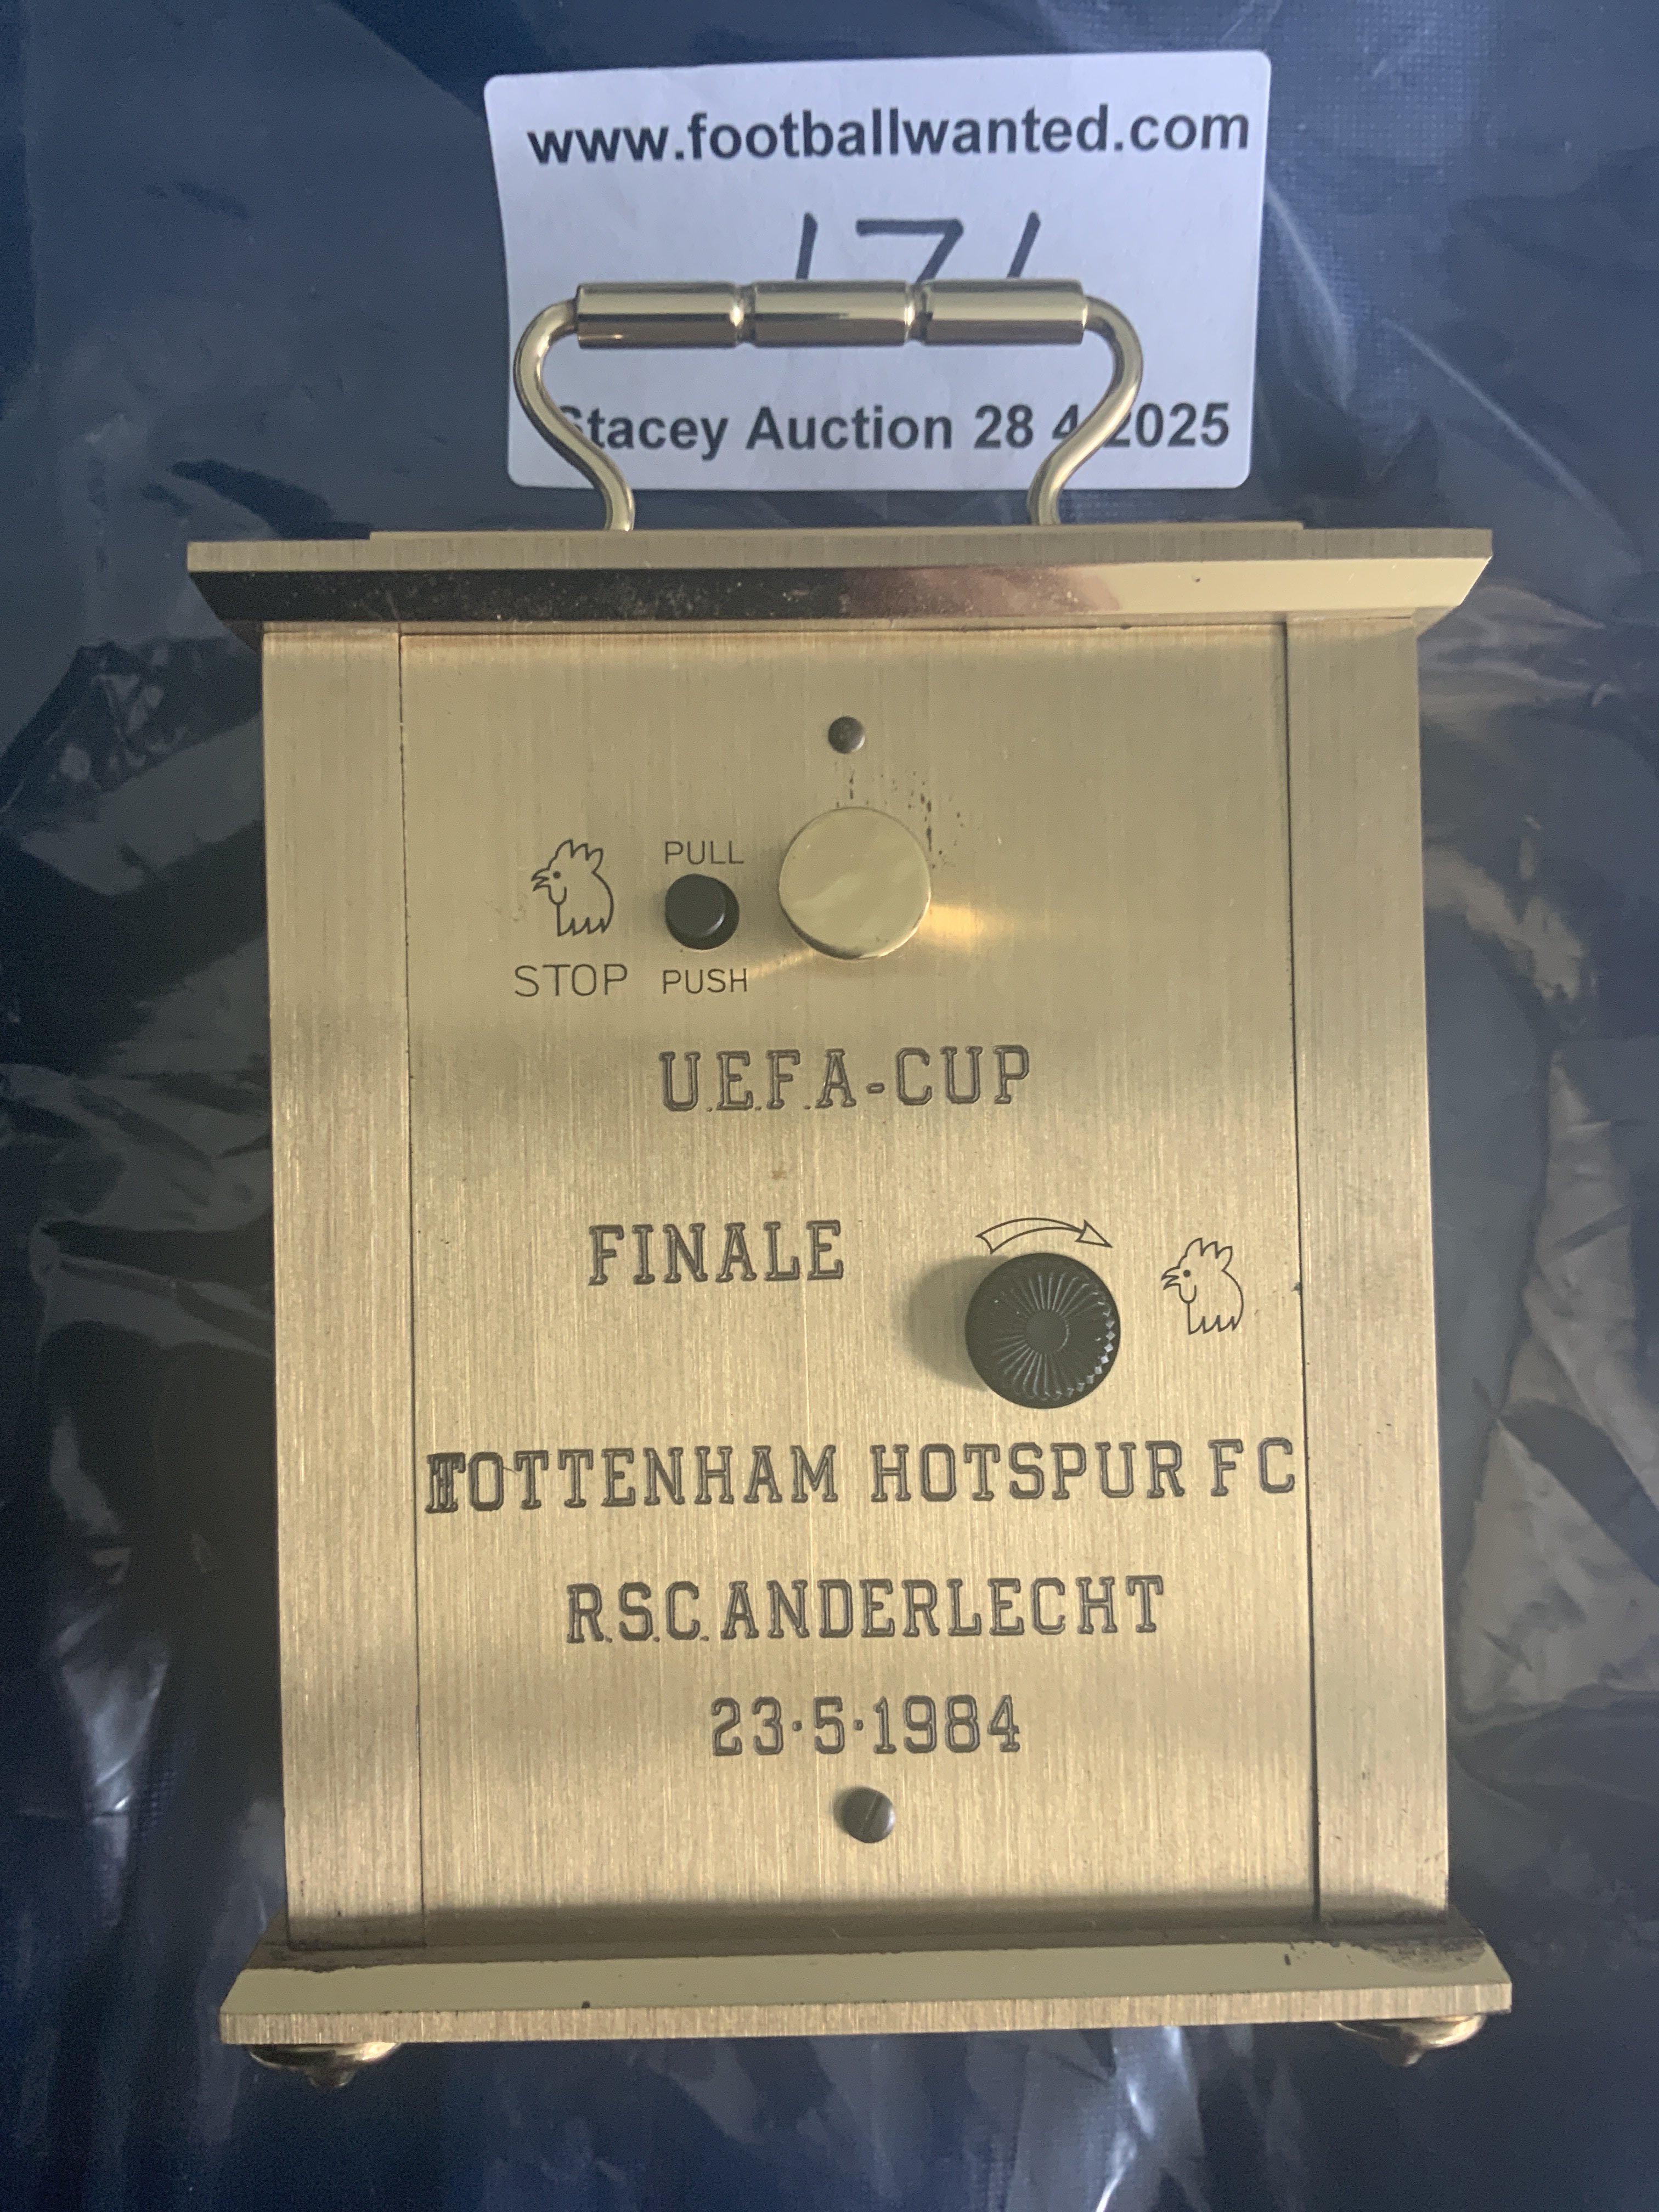 www.footballwanted.com
171
Stacey Auction 28 4 2025
PULL
STOP PUSH
U.E.F.A-CUP
FINALE
TOTTENHAM HOTSPUR FC
R.S.C. ANDERLECHT
23·5·1984